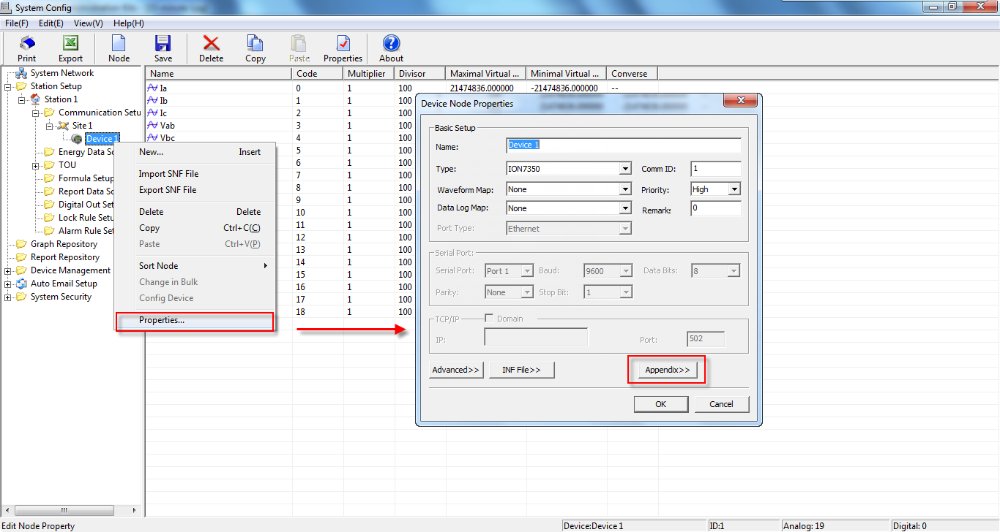 System Config
File(F) Edit(E) View(V) Help(H)
Print Export Node Save Delete Copy Paste Properties About
System Network
Station Setup
Station 1
Communication Setu
Site 1
Device 1
Energy Data So
TOU
Formula Setup
Report Data So
Digital Out Set
Lock Rule Setu
Alarm Rule Set
Graph Repository
Report Repository
Device Management
Auto Email Setup
System Security
Name Code Multiplier Divisor Maximal Virtual ... Minimal Virtual ... Converse
Ia 0 1 100 21474836.000000 -21474836.000000 --
Ib 1 1 100
Ic 2 1 100
Vab 3 1 100
Vbc 4 1 100
5 1 100
6 1 100
7 1 100
8 1 100
9 1 100
10 1 100
11 1 100
12 1 100
13 1 100
14 1 100
15 1 100
16 1 100
17 1 100
18 1 100
New... Insert
Import SNF File
Export SNF File
Delete Delete
Copy Ctrl+C(C)
Paste Ctrl+V(P)
Sort Node
Change in Bulk
Config Device
Properties...
Device Node Properties
Basic Setup
Name: Device 1
Type: ION7350 Comm ID: 1
Waveform Map: None Priority: High
Data Log Map: None Remark: 0
Port Type: Ethernet
Serial Port:
Serial Port: Port 1 Baud: 9600 Data Bits: 8
Parity: None Stop Bit: 1
TCP/IP Domain
IP: Port: 502
Advanced>> INF File>> Appendix>>
OK Cancel
Edit Node Property Device:Device 1 ID:1 Analog: 19 Digital: 0